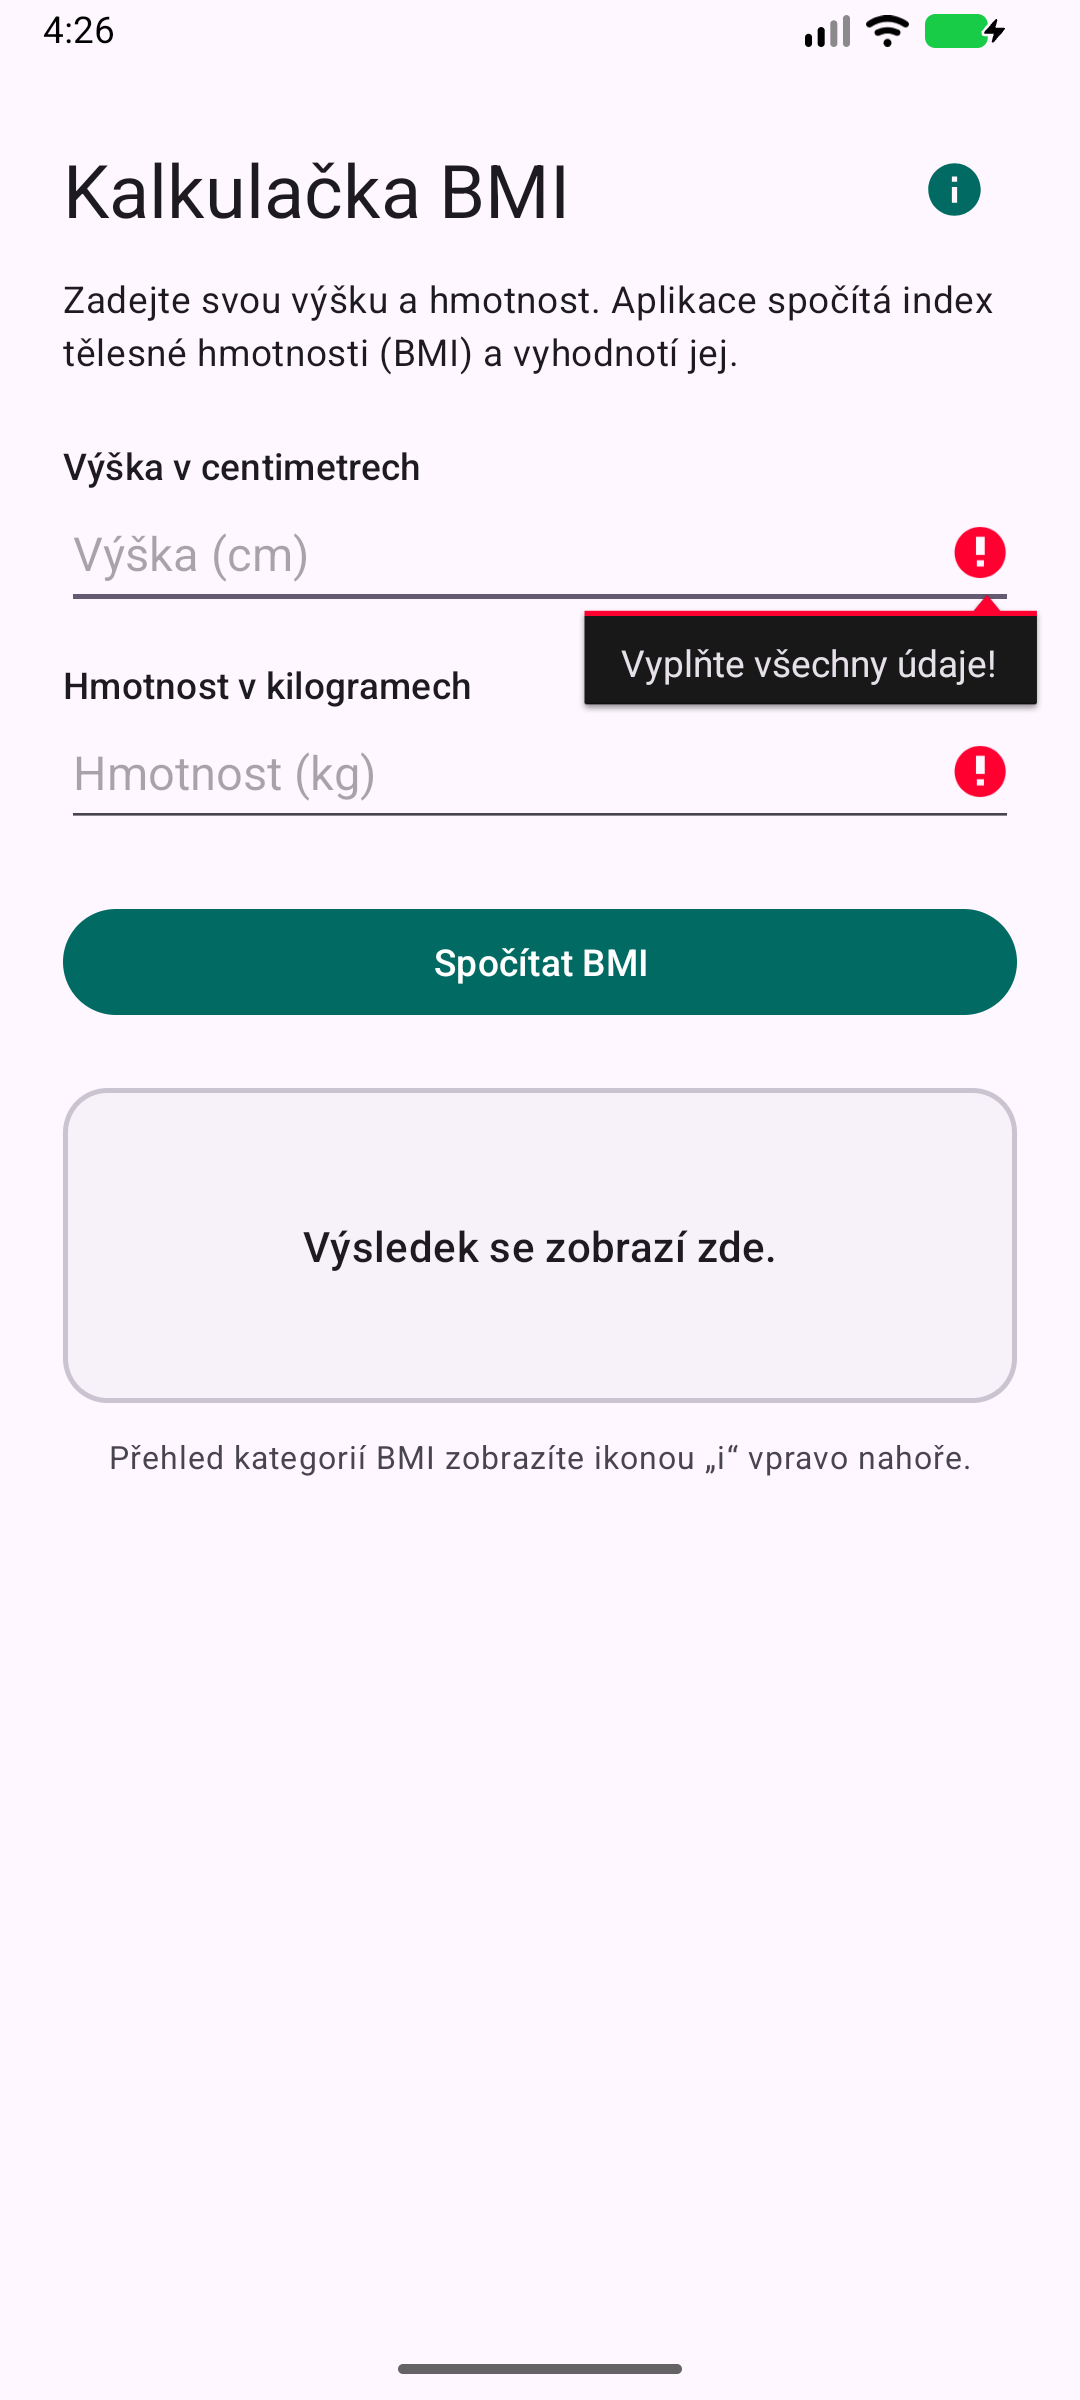 4:26
Kalkulačka BMI
Zadejte svou výšku a hmotnost. Aplikace spočítá index
tělesné hmotnosti (BMI) a vyhodnotí jej.
Výška v centimetrech
Výška (cm)
Vyplňte všechny údaje!
Hmotnost v kilogramech
Hmotnost (kg)
Spočítat BMI
Výsledek se zobrazí zde.
Přehled kategorií BMI zobrazíte ikonou „i“ vpravo nahoře.